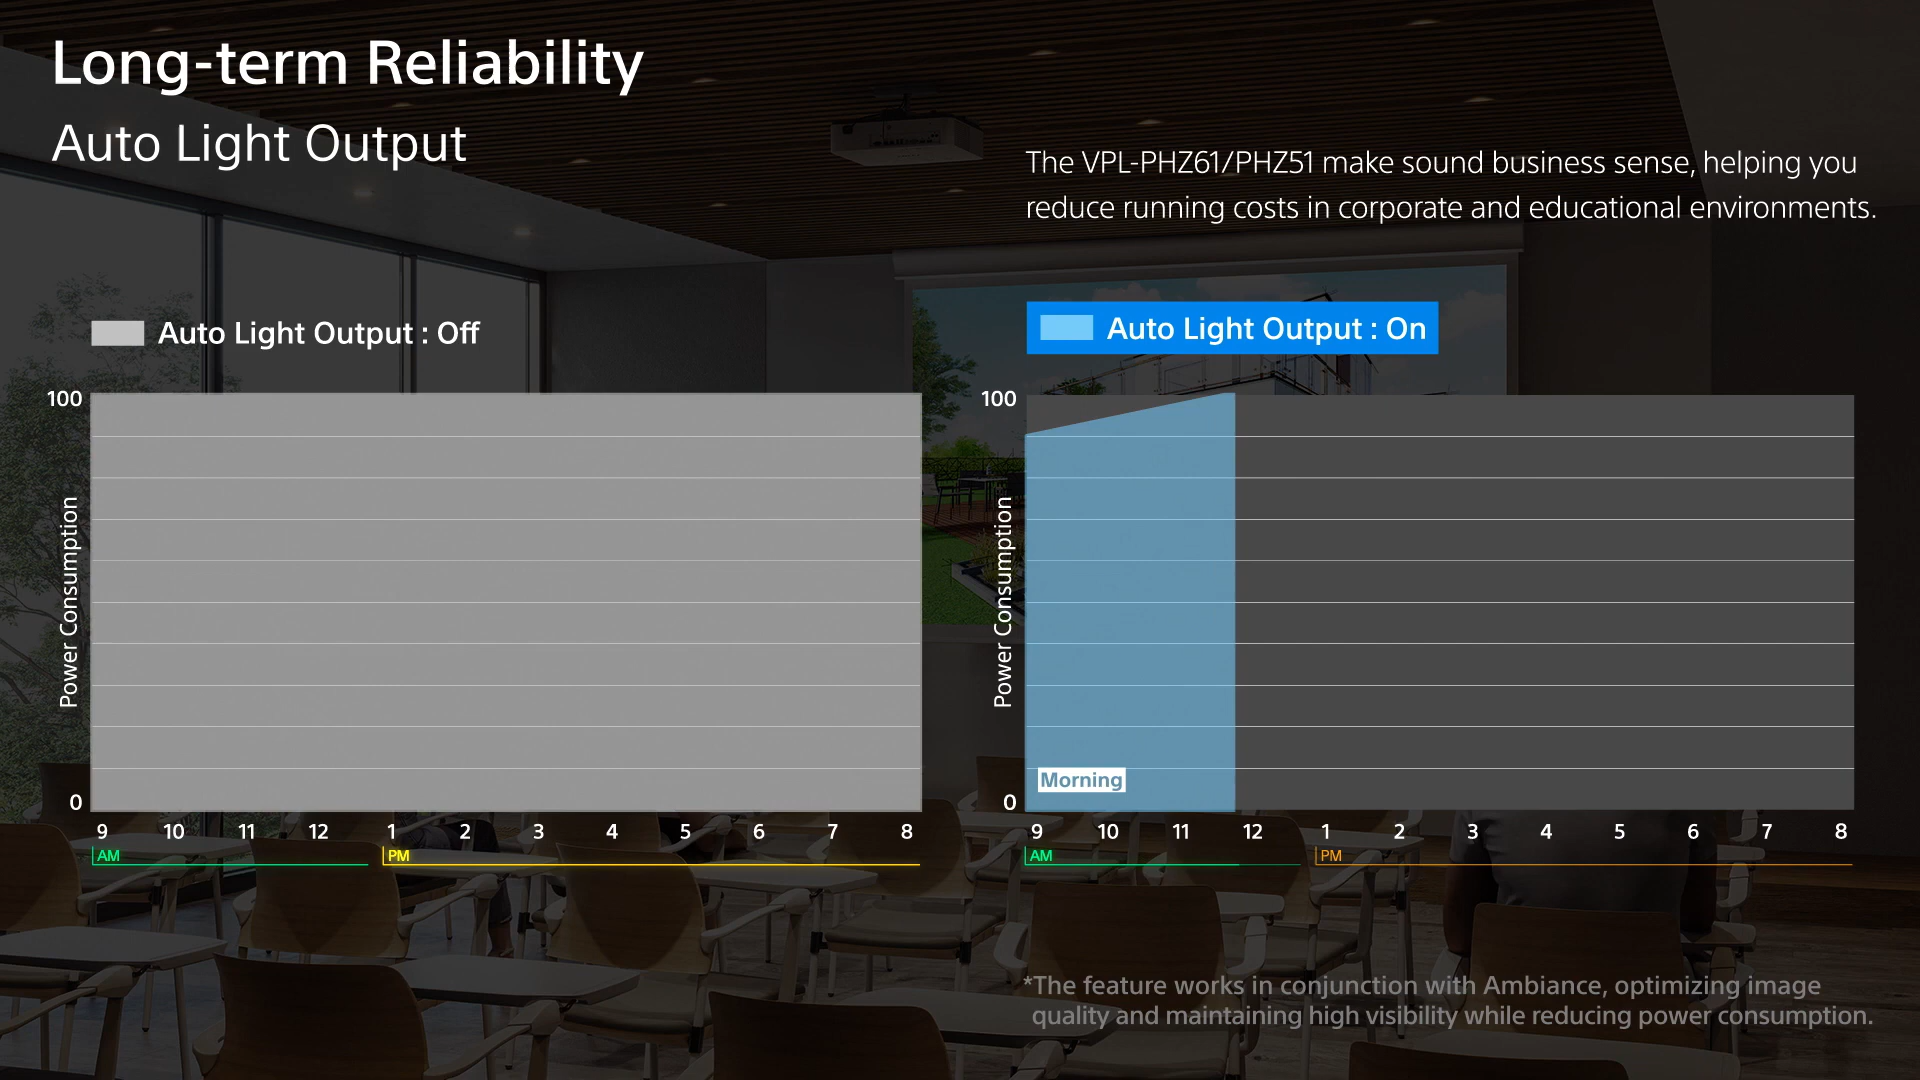 Long-term Reliability
Auto Light Output
The VPL-PHZ61/PHZ51 make sound business sense, helping you
reduce running costs in corporate and educational environments.
Auto Light Output : Off
100
Power Consumption
0
9 10 11 12 1 2 3 4 5 6 7 8
AM PM
Auto Light Output : On
100
Power Consumption
Morning
0
9 10 11 12 1 2 3 4 5 6 7 8
AM PM
*The feature works in conjunction with Ambiance, optimizing image
quality and maintaining high visibility while reducing power consumption.